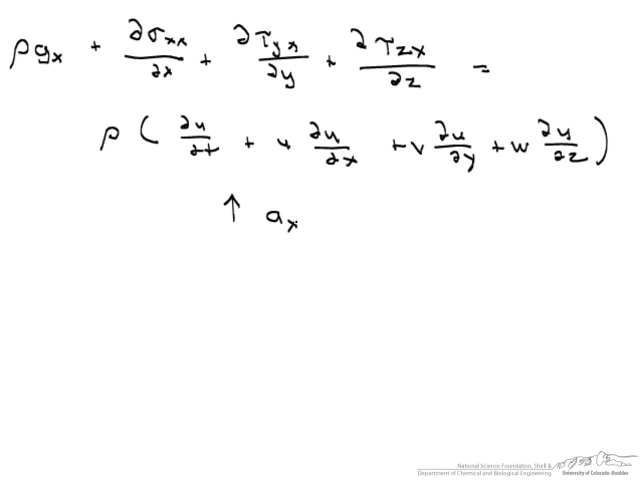 ρgₓ + ∂σₓₓ/∂x + ∂τyx/∂y + ∂τzx/∂z =
ρ ( ∂u/∂t + u ∂u/∂x + v ∂u/∂y + w ∂u/∂z )
↑ aₓ
National Science Foundation, Shell &
Department of Chemical and Biological Engineering
University of Colorado-Boulder